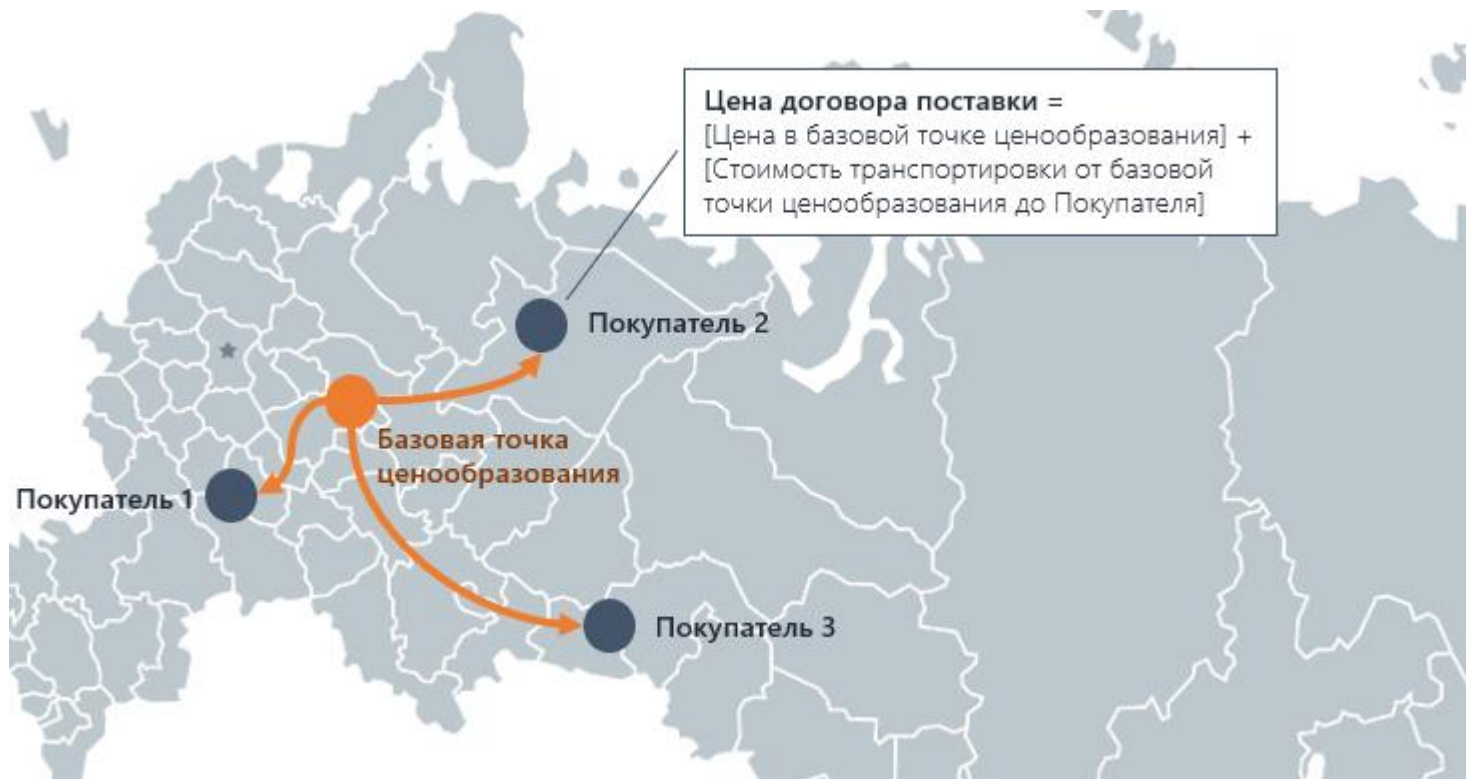 Цена договора поставки =
[Цена в базовой точке ценообразования] +
[Стоимость транспортировки от базовой
точки ценообразования до Покупателя]
Покупатель 2
Базовая точка
ценообразования
Покупатель 1
Покупатель 3